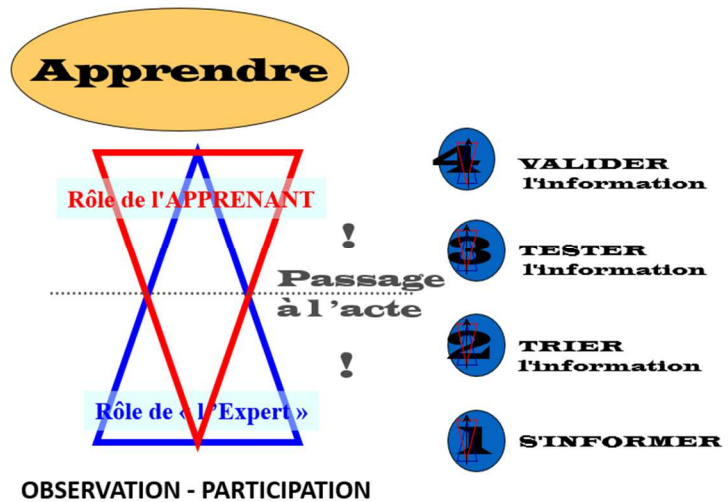 Apprendre
Rôle de l'APPRENANT
!
Passage
à l'acte
!
Rôle de « l'Expert »
OBSERVATION - PARTICIPATION
4
VALIDER
l'information
3
TESTER
l'information
2
TRIER
l'information
1
S'INFORMER